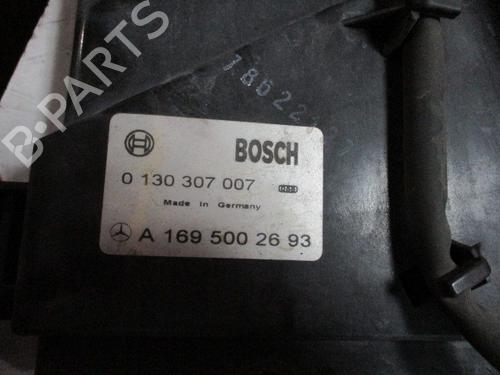 B-PARTS
BOSCH
0 130 307 007
Made in Germany
A 169 500 26 93